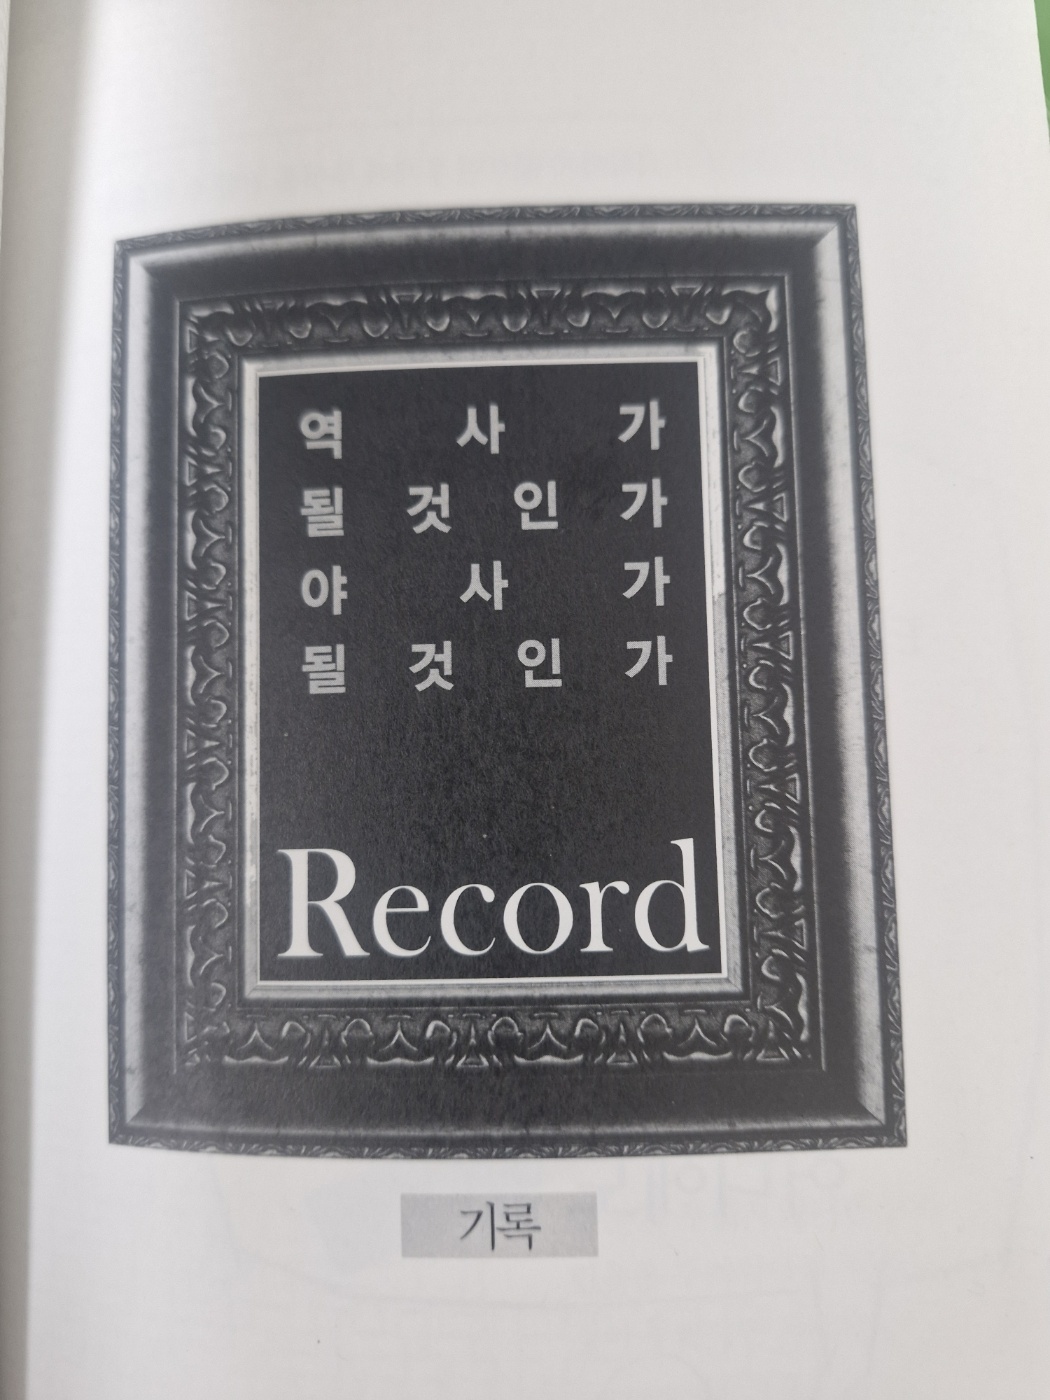 역 사 가
될 것 인 가
야 사 가
될 것 인 가
Record
기록